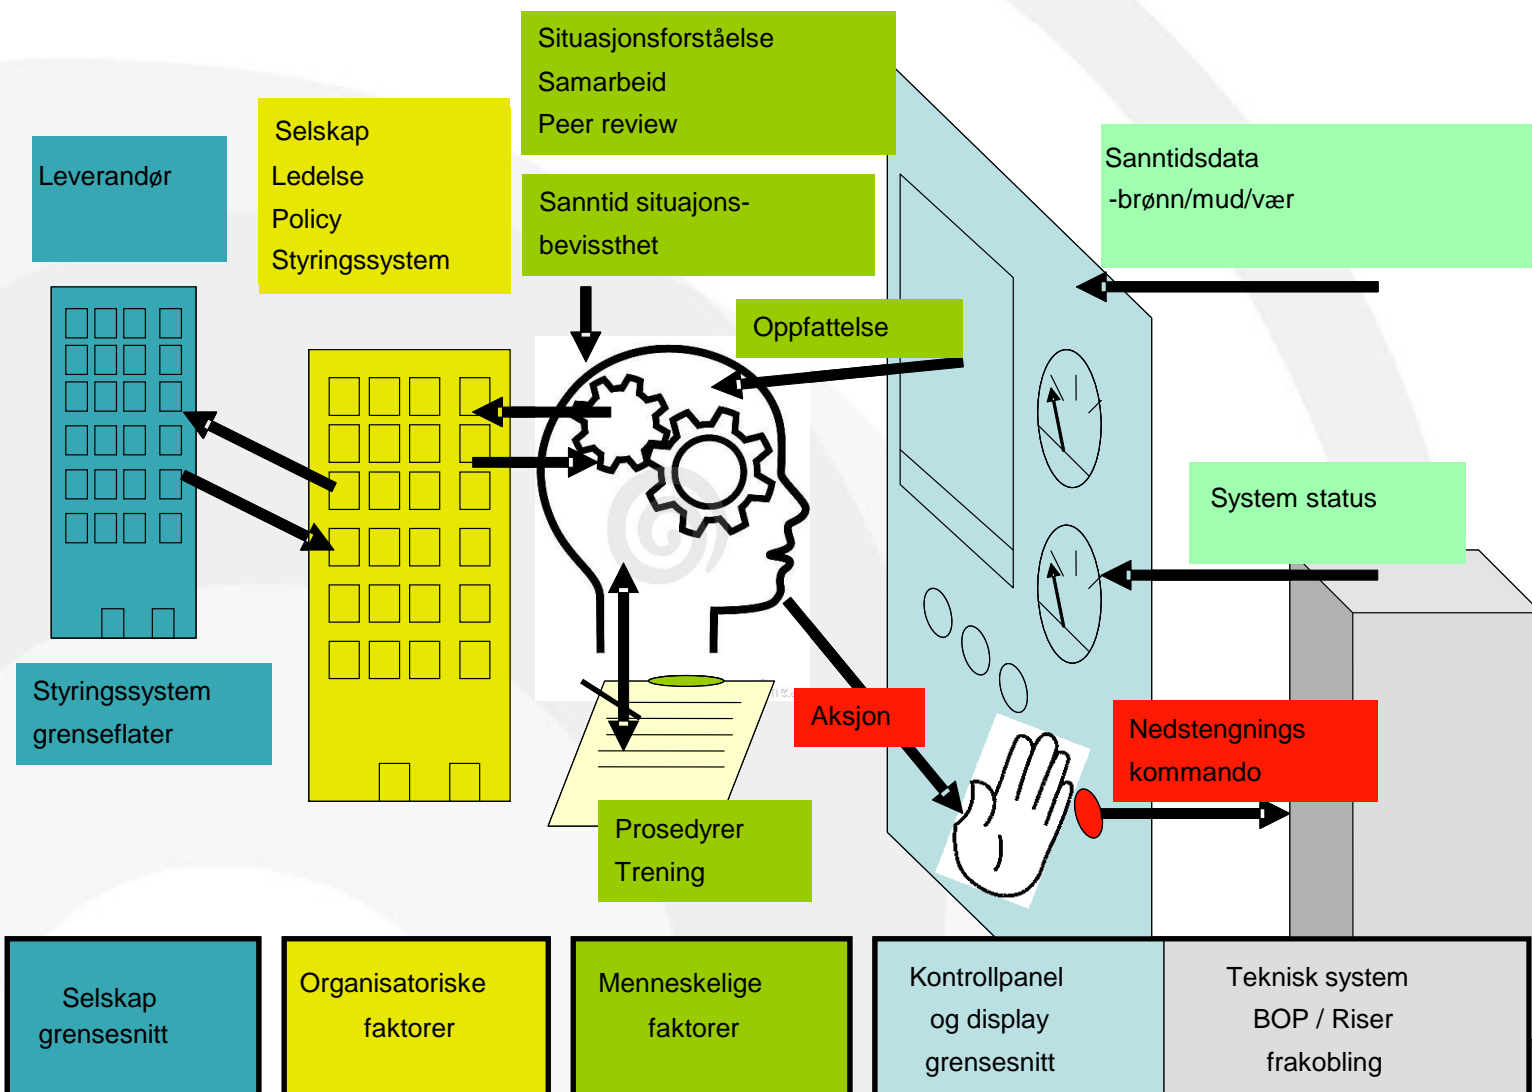 Situasjonsforståelse
Samarbeid
Peer review
Selskap
Ledelse
Policy
Styringssystem
Leverandør
Sanntidsdata
-brønn/mud/vær
Sanntid situajons-
bevissthet
Oppfattelse
System status
Styringssystem
grenseflater
Aksjon
Nedstengnings
kommando
Prosedyrer
Trening
Selskap
grensesnitt
Organisatoriske
faktorer
Menneskelige
faktorer
Kontrollpanel
og display
grensesnitt
Teknisk system
BOP / Riser
frakobling